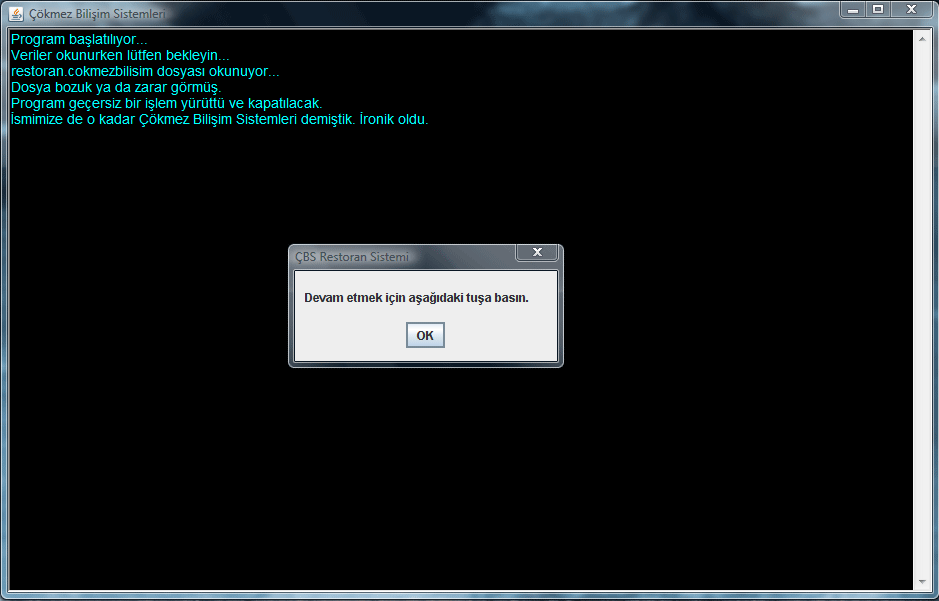 Çökmez Bilişim Sistemleri
Program başlatılıyor...
Veriler okunurken lütfen bekleyin...
restoran.cokmezbilisim dosyası okunuyor...
Dosya bozuk ya da zarar görmüş.
Program geçersiz bir işlem yürüttü ve kapatılacak.
İsmimize de o kadar Çökmez Bilişim Sistemleri demiştik. İronik oldu.
ÇBS Restoran Sistemi
Devam etmek için aşağıdaki tuşa basın.
OK